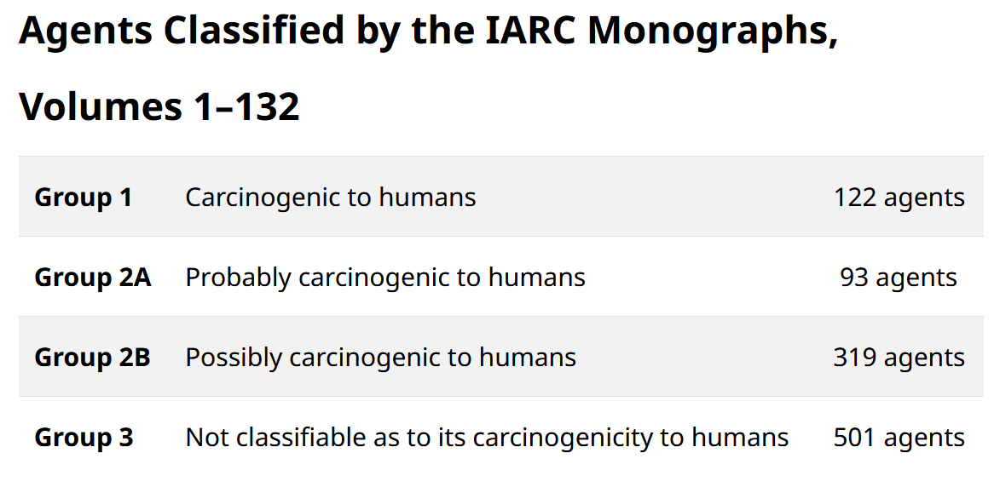 Agents Classified by the IARC Monographs,
Volumes 1–132
Group 1 Carcinogenic to humans 122 agents
Group 2A Probably carcinogenic to humans 93 agents
Group 2B Possibly carcinogenic to humans 319 agents
Group 3 Not classifiable as to its carcinogenicity to humans 501 agents